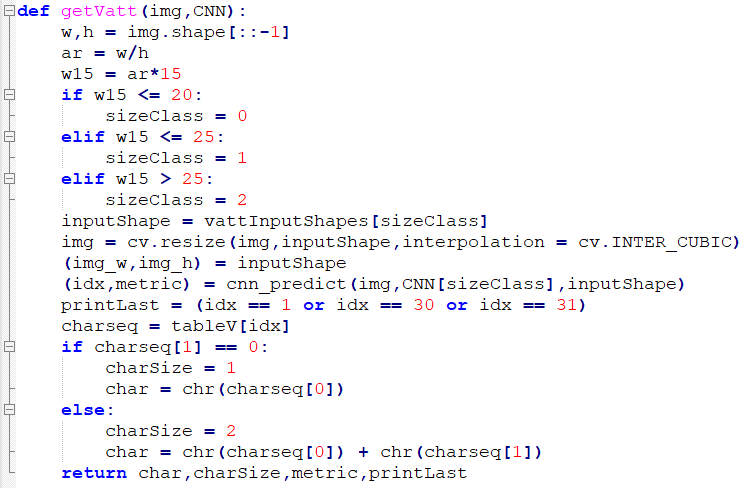 def getVatt(img,CNN):
    w,h = img.shape[::-1]
    ar = w/h
    w15 = ar*15
    if w15 <= 20:
        sizeClass = 0
    elif w15 <= 25:
        sizeClass = 1
    elif w15 > 25:
        sizeClass = 2
    inputShape = vattInputShapes[sizeClass]
    img = cv.resize(img,inputShape,interpolation = cv.INTER_CUBIC)
    (img_w,img_h) = inputShape
    (idx,metric) = cnn_predict(img,CNN[sizeClass],inputShape)
    printLast = (idx == 1 or idx == 30 or idx == 31)
    charseq = tableV[idx]
    if charseq[1] == 0:
        charSize = 1
        char = chr(charseq[0])
    else:
        charSize = 2
        char = chr(charseq[0]) + chr(charseq[1])
    return char,charSize,metric,printLast